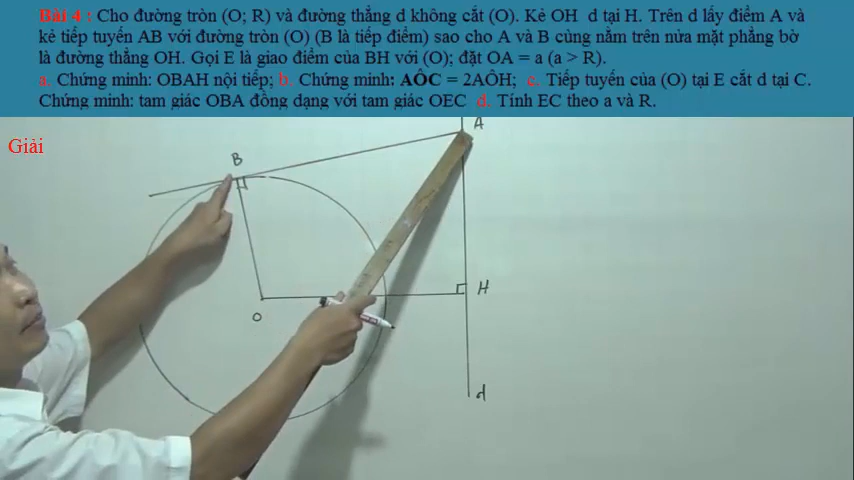 Bài 4 : Cho đường tròn (O; R) và đường thẳng d không cắt (O). Kẻ OH d tại H. Trên d lấy điểm A và
kẻ tiếp tuyến AB với đường tròn (O) (B là tiếp điểm) sao cho A và B cùng nằm trên nửa mặt phẳng bờ
là đường thẳng OH. Gọi E là giao điểm của BH với (O); đặt OA = a (a > R).
a. Chứng minh: OBAH nội tiếp; b. Chứng minh: AÔC = 2AÔH; c. Tiếp tuyến của (O) tại E cắt d tại C.
Chứng minh: tam giác OBA đồng dạng với tam giác OEC d. Tính EC theo a và R.
Giải
A
B
H
O
d